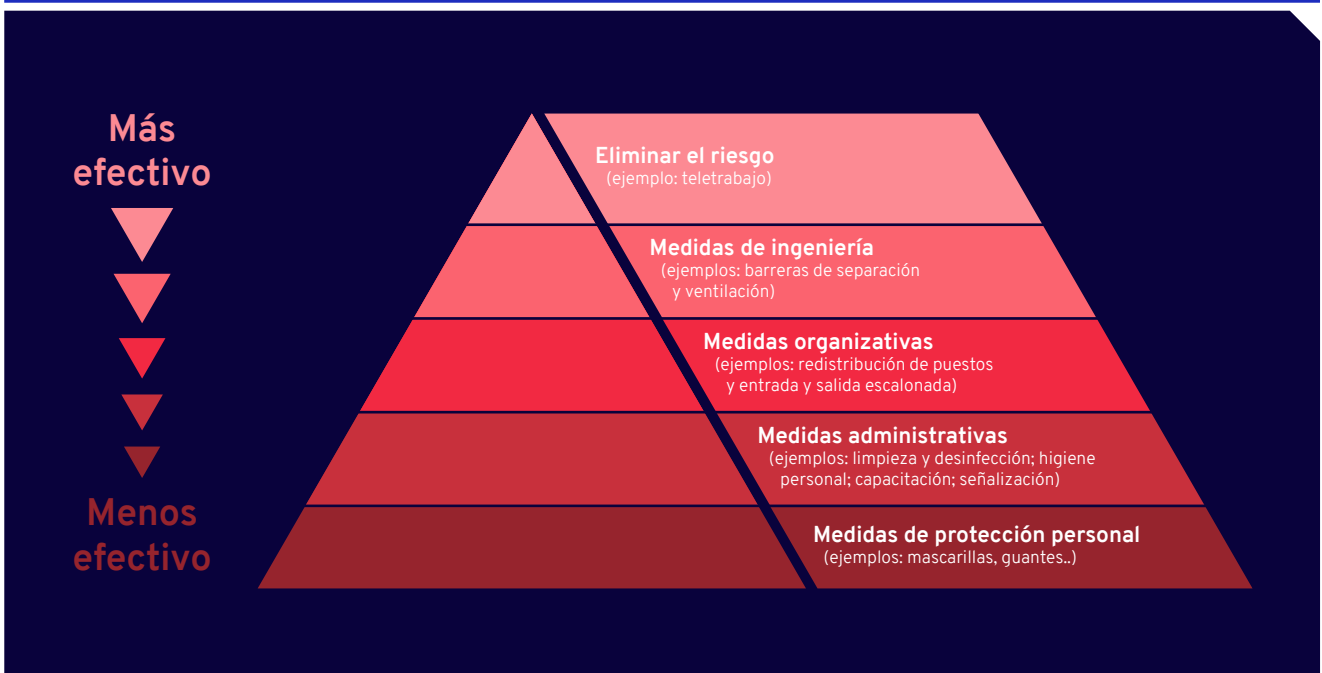 Más
efectivo
Menos
efectivo
Eliminar el riesgo
(ejemplo: teletrabajo)
Medidas de ingeniería
(ejemplos: barreras de separación
y ventilación)
Medidas organizativas
(ejemplos: redistribución de puestos
y entrada y salida escalonada)
Medidas administrativas
(ejemplos: limpieza y desinfección; higiene
personal; capacitación; señalización)
Medidas de protección personal
(ejemplos: mascarillas, guantes..)